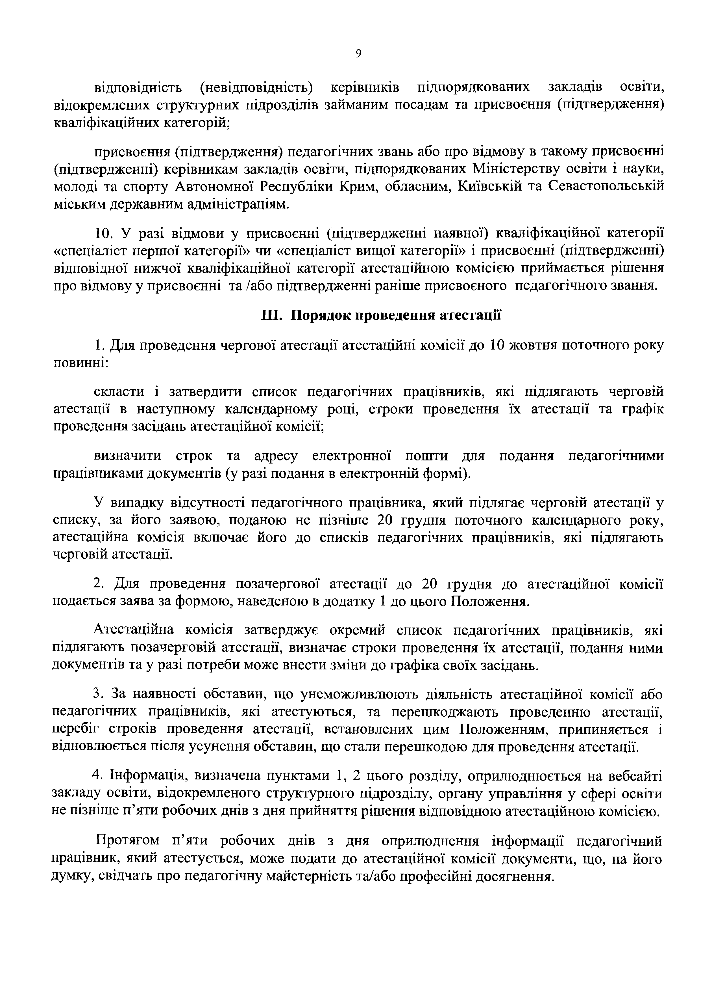 9
відповідність (невідповідність) керівників підпорядкованих закладів освіти,
відокремлених структурних підрозділів займаним посадам та присвоєння (підтвердження)
кваліфікаційних категорій;
присвоєння (підтвердження) педагогічних звань або про відмову в такому присвоєнні
(підтвердженні) керівникам закладів освіти, підпорядкованих Міністерству освіти і науки,
молоді та спорту Автономної Республіки Крим, обласним, Київській та Севастопольській
міським державним адміністраціям.
10. У разі відмови у присвоєнні (підтвердженні наявної) кваліфікаційної категорії
«спеціаліст першої категорії» чи «спеціаліст вищої категорії» і присвоєнні (підтвердженні)
відповідної нижчої кваліфікаційної категорії атестаційною комісією приймається рішення
про відмову у присвоєнні та /або підтвердженні раніше присвоєного педагогічного звання.
ІІІ. Порядок проведення атестації
1. Для проведення чергової атестації атестаційні комісії до 10 жовтня поточного року
повинні:
скласти і затвердити список педагогічних працівників, які підлягають черговій
атестації в наступному календарному році, строки проведення їх атестації та графік
проведення засідань атестаційної комісії;
визначити строк та адресу електронної пошти для подання педагогічними
працівниками документів (у разі подання в електронній формі).
У випадку відсутності педагогічного працівника, який підлягає черговій атестації у
списку, за його заявою, поданою не пізніше 20 грудня поточного календарного року,
атестаційна комісія включає його до списків педагогічних працівників, які підлягають
черговій атестації.
2. Для проведення позачергової атестації до 20 грудня до атестаційної комісії
подається заява за формою, наведеною в додатку 1 до цього Положення.
Атестаційна комісія затверджує окремий список педагогічних працівників, які
підлягають позачерговій атестації, визначає строки проведення їх атестації, подання ними
документів та у разі потреби може внести зміни до графіка своїх засідань.
3. За наявності обставин, що унеможливлюють діяльність атестаційної комісії або
педагогічних працівників, які атестуються, та перешкоджають проведенню атестації,
перебіг строків проведення атестації, встановлених цим Положенням, припиняється і
відновлюється після усунення обставин, що стали перешкодою для проведення атестації.
4. Інформація, визначена пунктами 1, 2 цього розділу, оприлюднюється на вебсайті
закладу освіти, відокремленого структурного підрозділу, органу управління у сфері освіти
не пізніше п’яти робочих днів з дня прийняття рішення відповідною атестаційною комісією.
Протягом п’яти робочих днів з дня оприлюднення інформації педагогічний
працівник, який атестується, може подати до атестаційної комісії документи, що, на його
думку, свідчать про педагогічну майстерність та/або професійні досягнення.